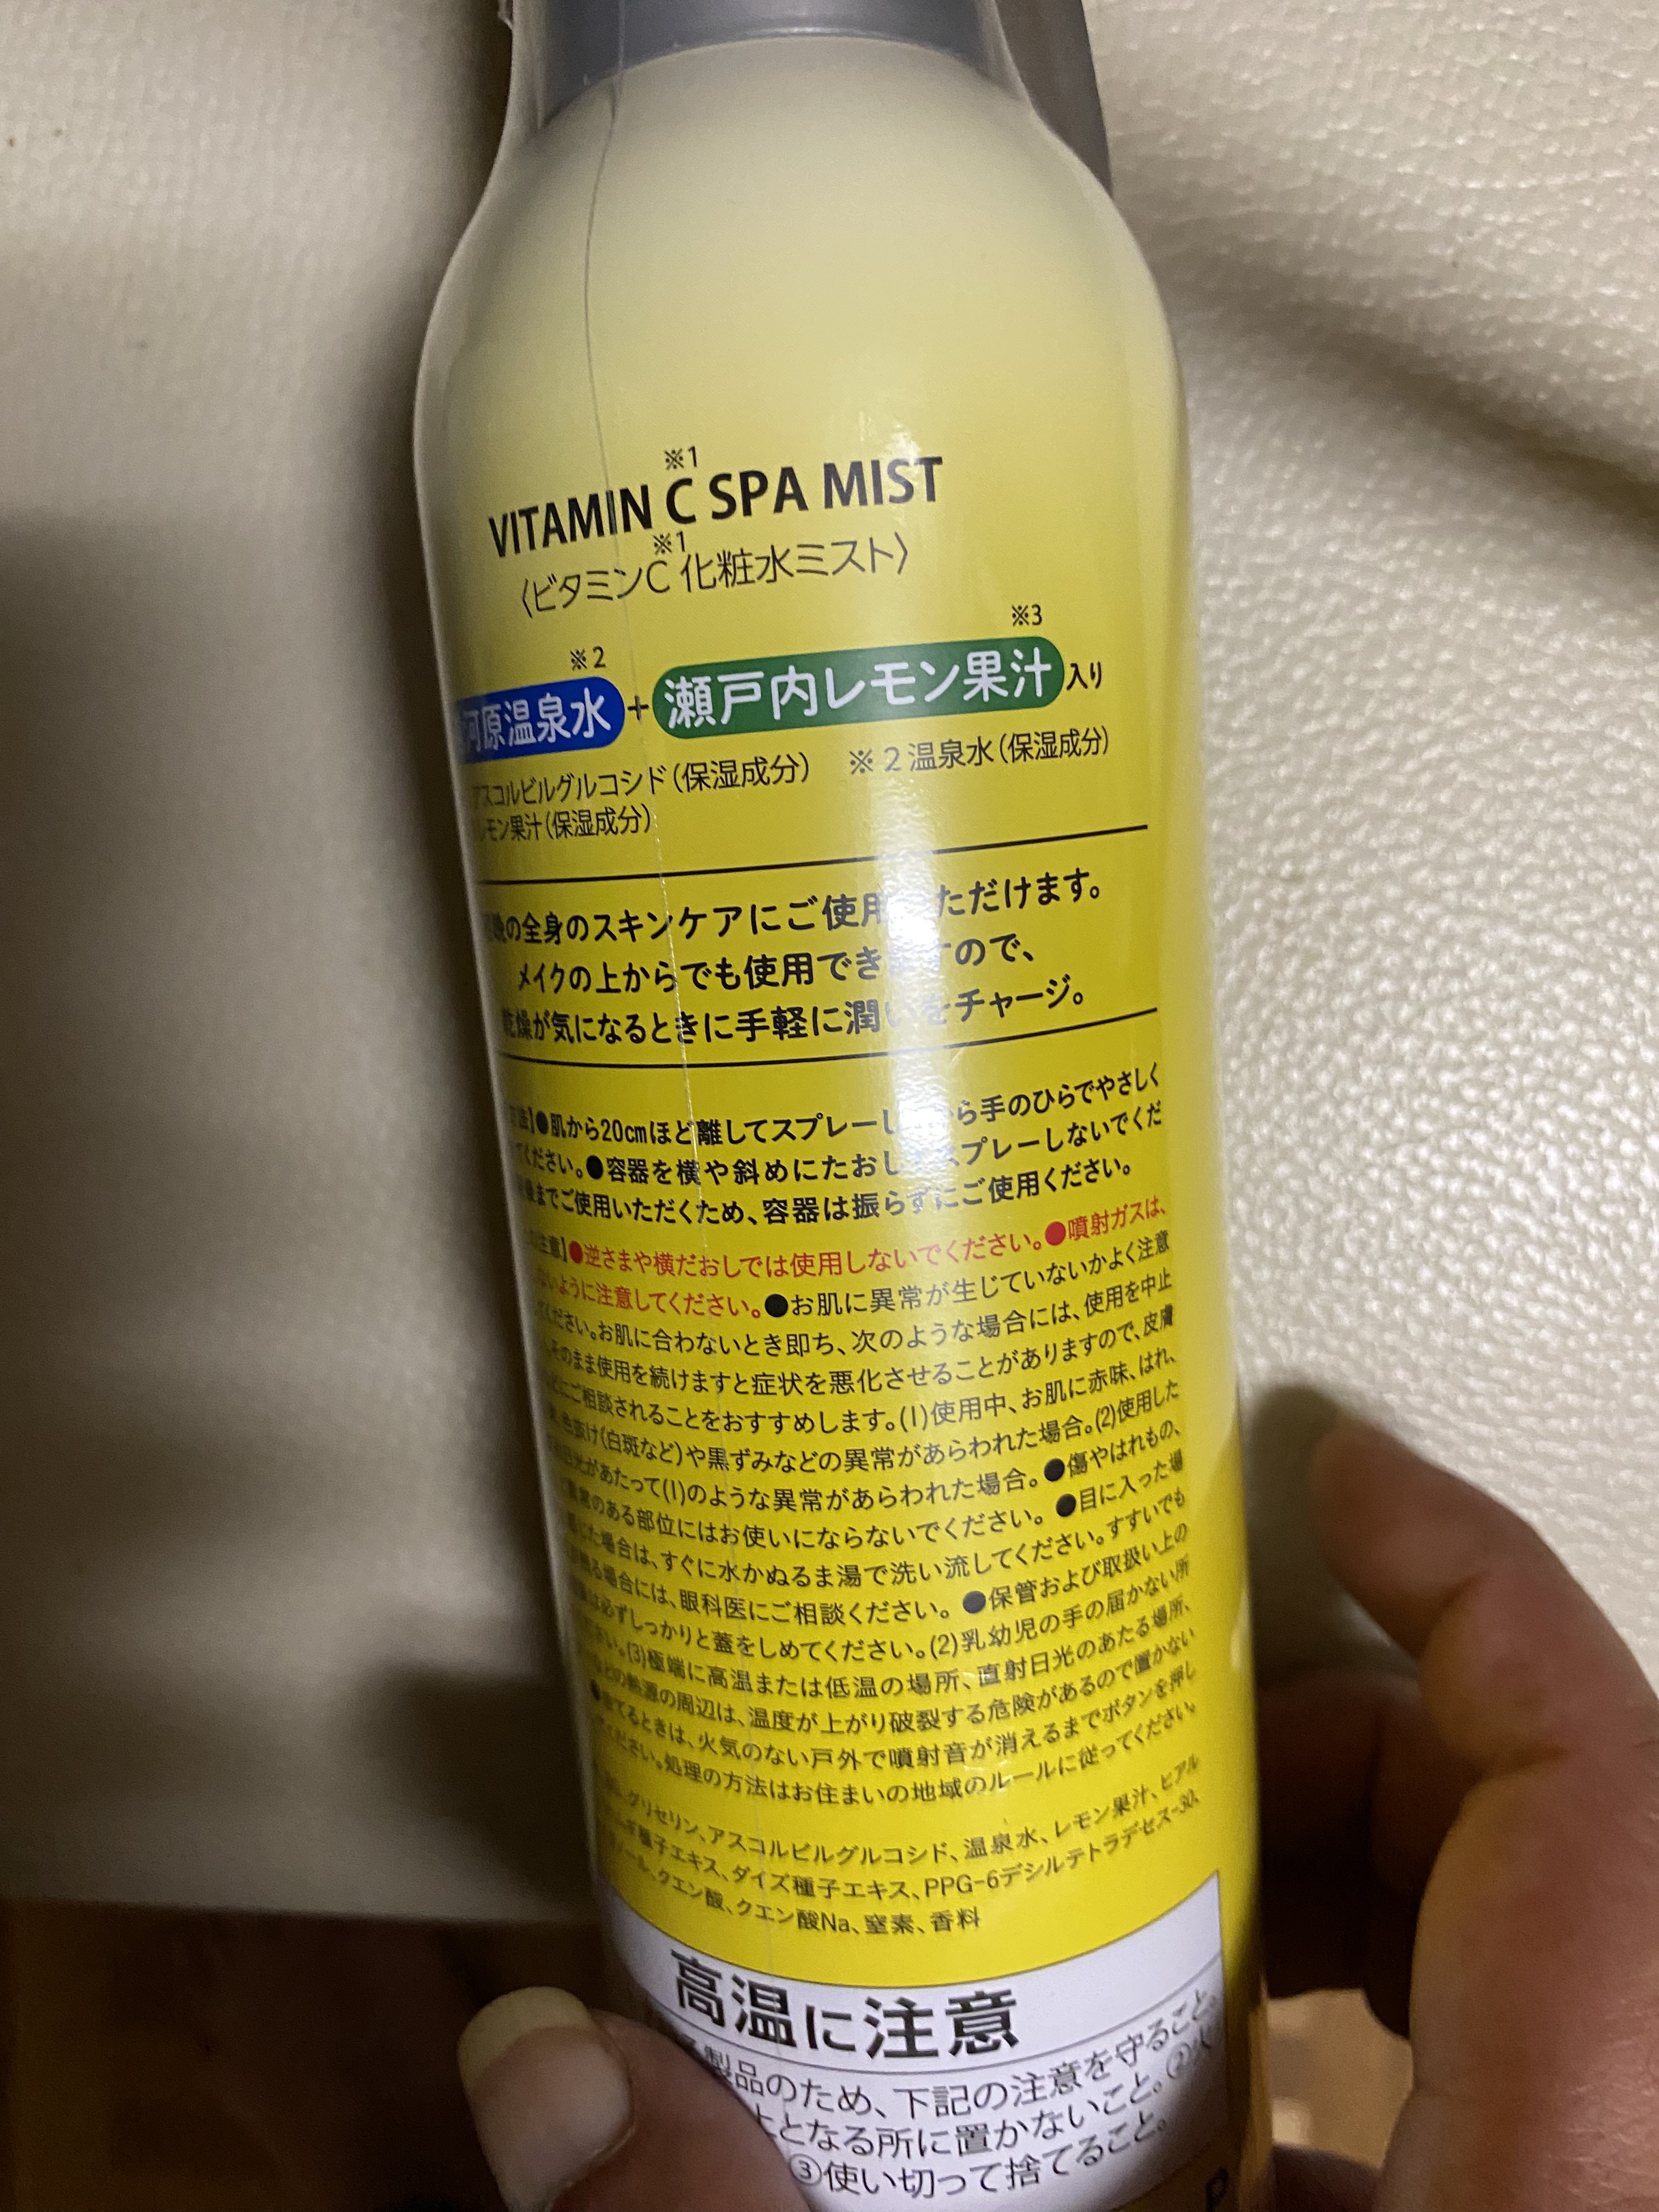 ※1
VITAMIN C SPA MIST
※1
〈ビタミンC 化粧水ミスト〉
※2 ※3
河原温泉水+瀬戸内レモン果汁入り
アスコルビルグルコシド(保湿成分) ※2温泉水(保湿成分)
レモン果汁(保湿成分)
晩の全身のスキンケアにご使用いただけます。
メイクの上からでも使用できますので、
乾燥が気になるときに手軽に潤いをチャージ。
法】●肌から20cmほど離してスプレーし から手のひらでやさしく
てください。●容器を横や斜めにたおし スプレーしないでくだ
後までご使用いただくため、容器は振らずにご使用ください。
注意】●逆さまや横だおしでは使用しないでください。●噴射ガスは、
ないように注意してください。●お肌に異常が生じていないかよく注意
てください。お肌に合わないとき即ち、次のような場合には、使用を中止
そのまま使用を続けますと症状を悪化させることがありますので、皮膚
にご相談されることをおすすめします。(1)使用中、お肌に赤味、はれ、
色抜け(白斑など)や黒ずみなどの異常があらわれた場合。(2)使用した
光があたって(1)のような異常があらわれた場合。●傷やはれもの、
異常のある部位にはお使いにならないでください。●目に入った場
た場合は、すぐに水かぬるま湯で洗い流してください。すすいでも
る場合には、眼科医にご相談ください。●保管および取扱い上の
は必ずしっかりと蓋をしめてください。(2)乳幼児の手の届かない所
さい。(3)極端に高温または低温の場所、直射日光のあたる場所、
の熱源の周辺は、温度が上がり破裂する危険があるので置かない
●捨てるときは、火気のない戸外で噴射音が消えるまでボタンを押し
ください。処理の方法はお住まいの地域のルールに従ってください。
グリセリン、アスコルビルグルコシド、温泉水、レモン果汁、ヒアル
種子エキス、ダイズ種子エキス、PPG-6デシルテトラデセス-30、
ール、クエン酸、クエン酸Na、窒素、香料
高温に注意
製品のため、下記の注意を守ること。
上となる所に置かないこと。②火
③使い切って捨てること。
P